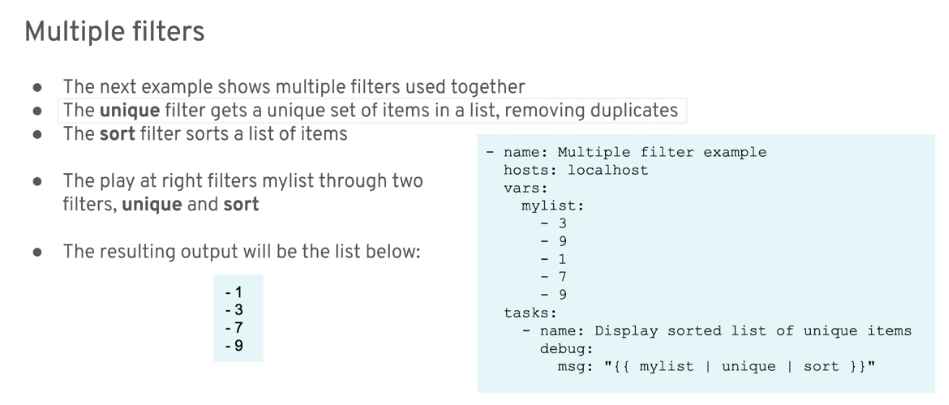 Multiple filters
● The next example shows multiple filters used together
● The unique filter gets a unique set of items in a list, removing duplicates
● The sort filter sorts a list of items
● The play at right filters mylist through two
filters, unique and sort
● The resulting output will be the list below:
- 1
- 3
- 7
- 9
- name: Multiple filter example
  hosts: localhost
  vars:
    mylist:
      - 3
      - 9
      - 1
      - 7
      - 9
  tasks:
    - name: Display sorted list of unique items
      debug:
        msg: "{{ mylist | unique | sort }}"